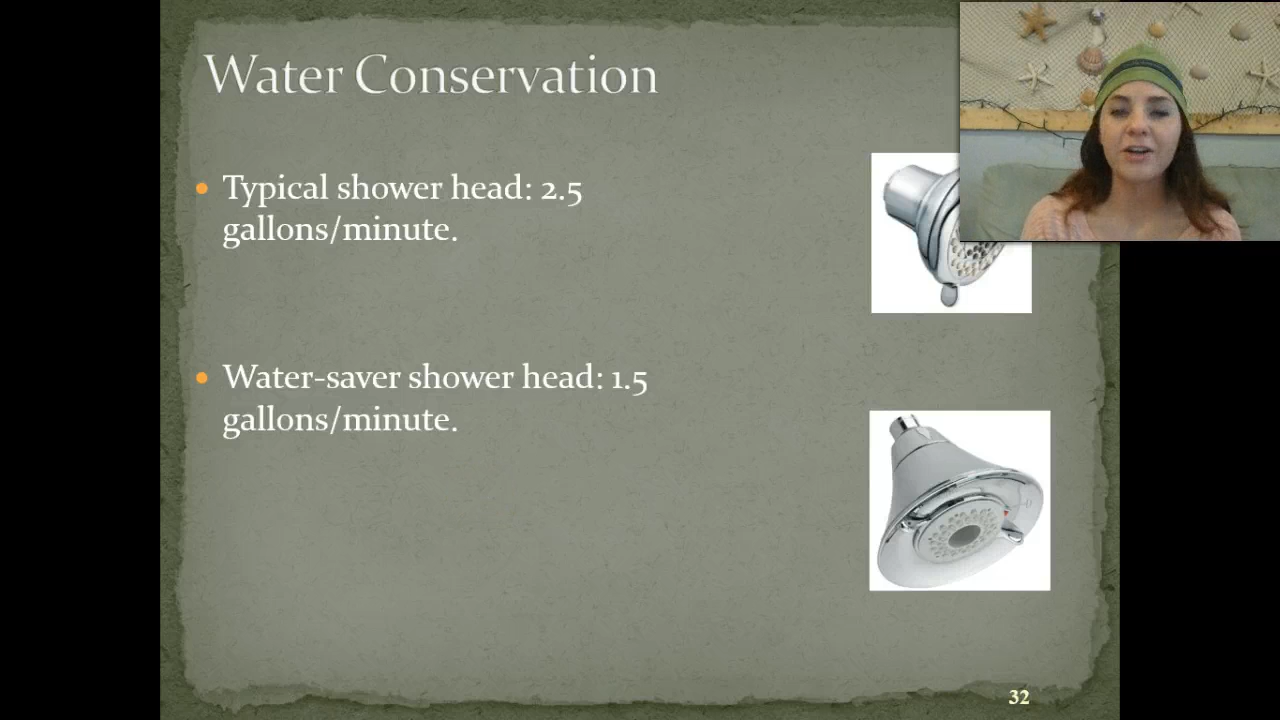 Water Conservation
Typical shower head: 2.5
gallons/minute.
Water-saver shower head: 1.5
gallons/minute.
32